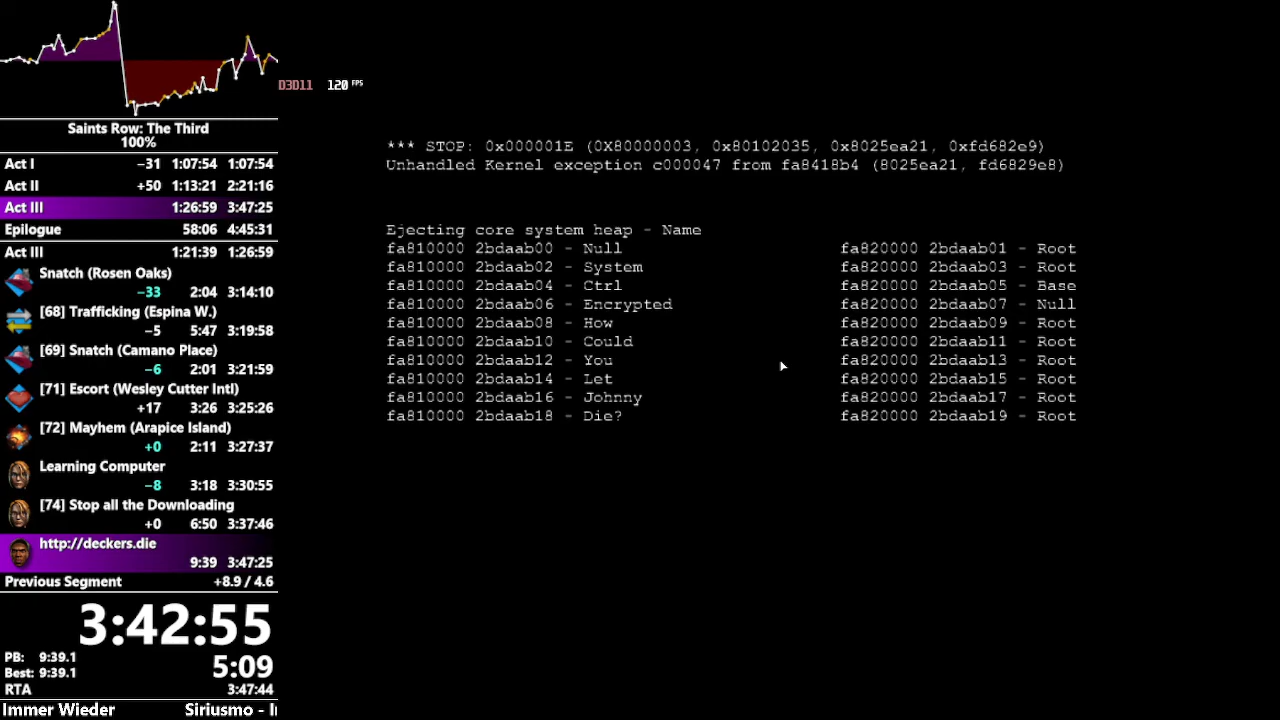 D3D11 120 FPS
Saints Row: The Third
100%
Act I −31 1:07:54 1:07:54
Act II +50 1:13:21 2:21:16
Act III 1:26:59 3:47:25
Epilogue 58:06 4:45:31
Act III 1:21:39 1:26:59
Snatch (Rosen Oaks)
−33 2:04 3:14:10
[68] Trafficking (Espina W.)
−5 5:47 3:19:58
[69] Snatch (Camano Place)
−6 2:01 3:21:59
[71] Escort (Wesley Cutter Intl)
+17 3:26 3:25:26
[72] Mayhem (Arapice Island)
+0 2:11 3:27:37
Learning Computer
−8 3:18 3:30:55
[74] Stop all the Downloading
+0 6:50 3:37:46
http://deckers.die
9:39 3:47:25
Previous Segment +8.9 / 4.6
3:42:55
PB: 9:39.1
Best: 9:39.1
5:09
RTA 3:47:44
Immer Wieder Siriusmo - I
*** STOP: 0x000001E (0X80000003, 0x80102035, 0x8025ea21, 0xfd682e9)
Unhandled Kernel exception c000047 from fa8418b4 (8025ea21, fd6829e8)
Ejecting core system heap - Name
fa810000 2bdaab00 - Null fa820000 2bdaab01 - Root
fa810000 2bdaab02 - System fa820000 2bdaab03 - Root
fa810000 2bdaab04 - Ctrl fa820000 2bdaab05 - Base
fa810000 2bdaab06 - Encrypted fa820000 2bdaab07 - Null
fa810000 2bdaab08 - How fa820000 2bdaab09 - Root
fa810000 2bdaab10 - Could fa820000 2bdaab11 - Root
fa810000 2bdaab12 - You fa820000 2bdaab13 - Root
fa810000 2bdaab14 - Let fa820000 2bdaab15 - Root
fa810000 2bdaab16 - Johnny fa820000 2bdaab17 - Root
fa810000 2bdaab18 - Die? fa820000 2bdaab19 - Root